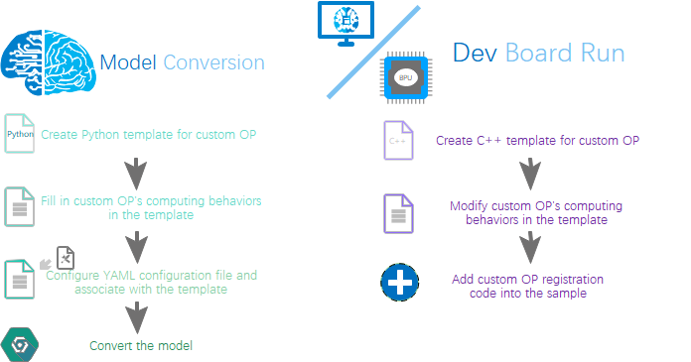 Model Conversion
Python
Create Python template for custom OP
Fill in custom OP's computing behaviors
in the template
Configure YAML configuration file and
associate with the template
Convert the model
Dev Board Run
BPU
C++
Create C++ template for custom OP
Modify custom OP's computing
behaviors in the template
Add custom OP registration
code into the sample